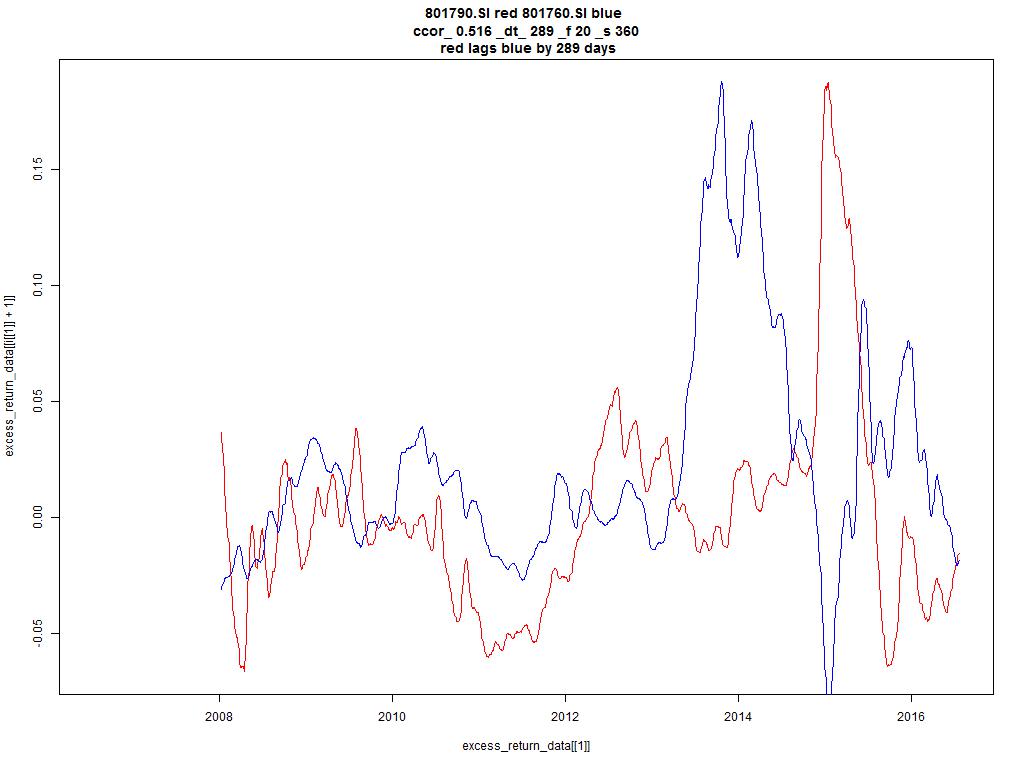 801790.SI red 801760.SI blue
ccor_ 0.516 _dt_ 289 _f 20 _s 360
red lags blue by 289 days
0.15
0.10
0.05
0.00
-0.05
excess_return_data[[i[[1]] + 1]]
2008 2010 2012 2014 2016
excess_return_data[[1]]